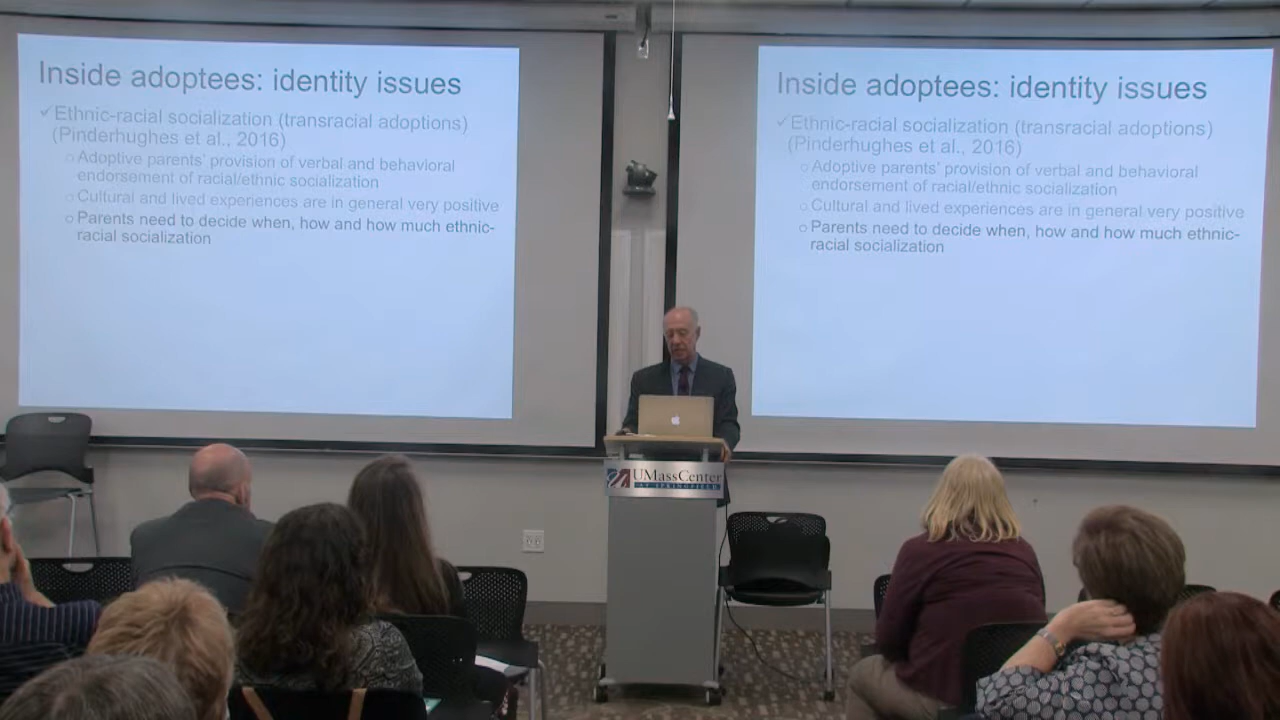 Inside adoptees: identity issues
✓Ethnic-racial socialization (transracial adoptions)
(Pinderhughes et al., 2016)
○ Adoptive parents' provision of verbal and behavioral
endorsement of racial/ethnic socialization
○ Cultural and lived experiences are in general very positive
○ Parents need to decide when, how and how much ethnic-
racial socialization
Inside adoptees: identity issues
✓Ethnic-racial socialization (transracial adoptions)
(Pinderhughes et al., 2016)
○ Adoptive parents' provision of verbal and behavioral
endorsement of racial/ethnic socialization
○ Cultural and lived experiences are in general very positive
○ Parents need to decide when, how and how much ethnic-
racial socialization
UMassCenter
AT SPRINGFIELD